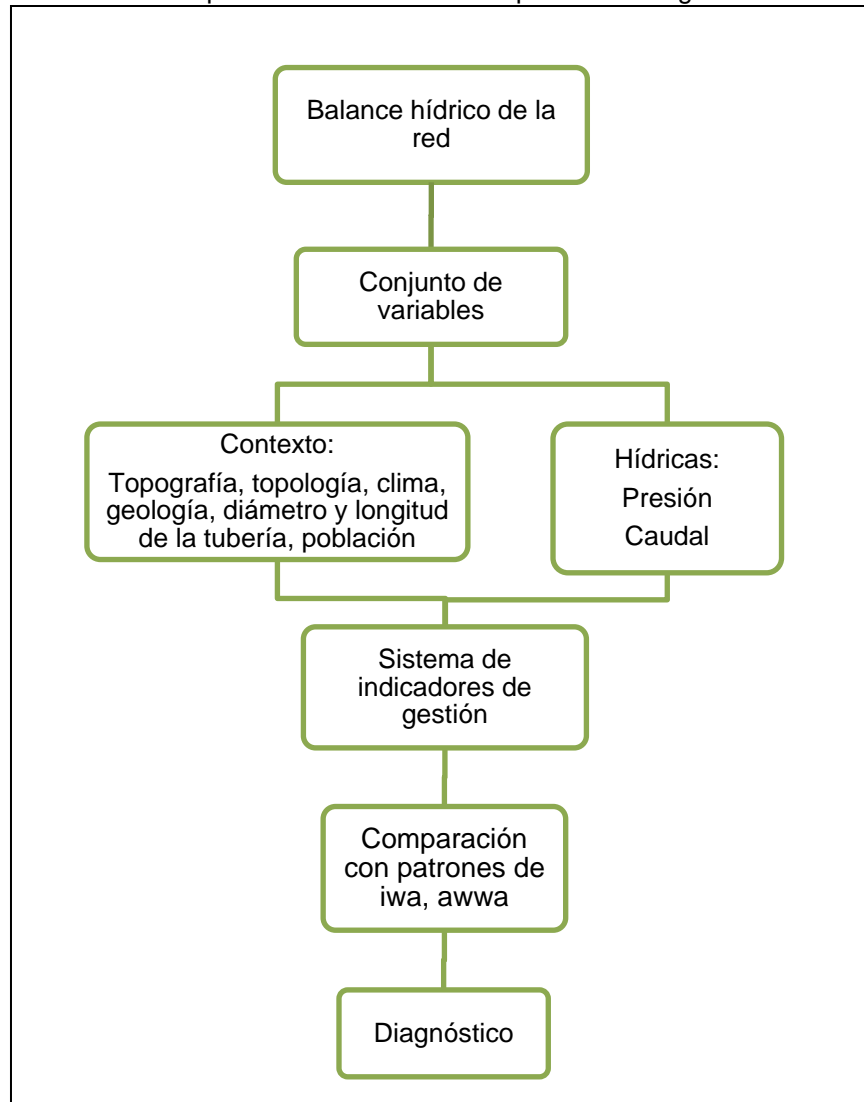 Balance hídrico de la
red
Conjunto de
variables
Contexto:
Topografía, topología, clima,
geología, diámetro y longitud
de la tubería, población
Hídricas:
Presión
Caudal
Sistema de
indicadores de
gestión
Comparación
con patrones de
iwa, awwa
Diagnóstico